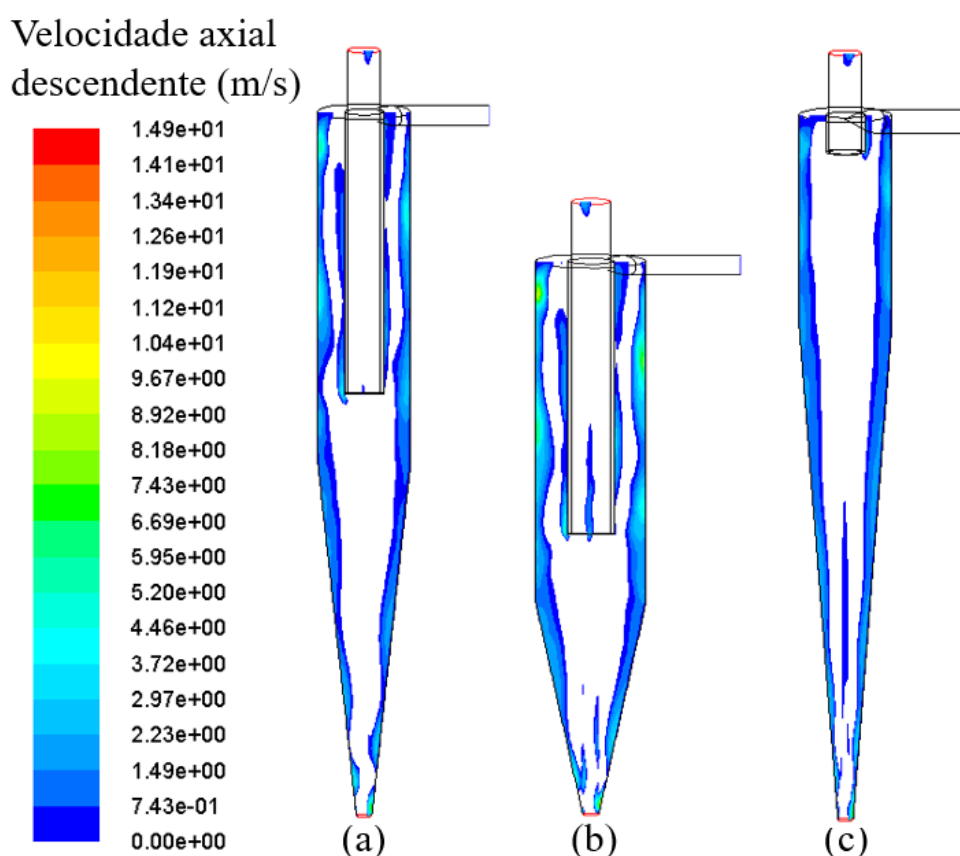 Velocidade axial
descendente (m/s)
1.49e+01
1.41e+01
1.34e+01
1.26e+01
1.19e+01
1.12e+01
1.04e+01
9.67e+00
8.92e+00
8.18e+00
7.43e+00
6.69e+00
5.95e+00
5.20e+00
4.46e+00
3.72e+00
2.97e+00
2.23e+00
1.49e+00
7.43e-01
0.00e+00
(a) (b) (c)